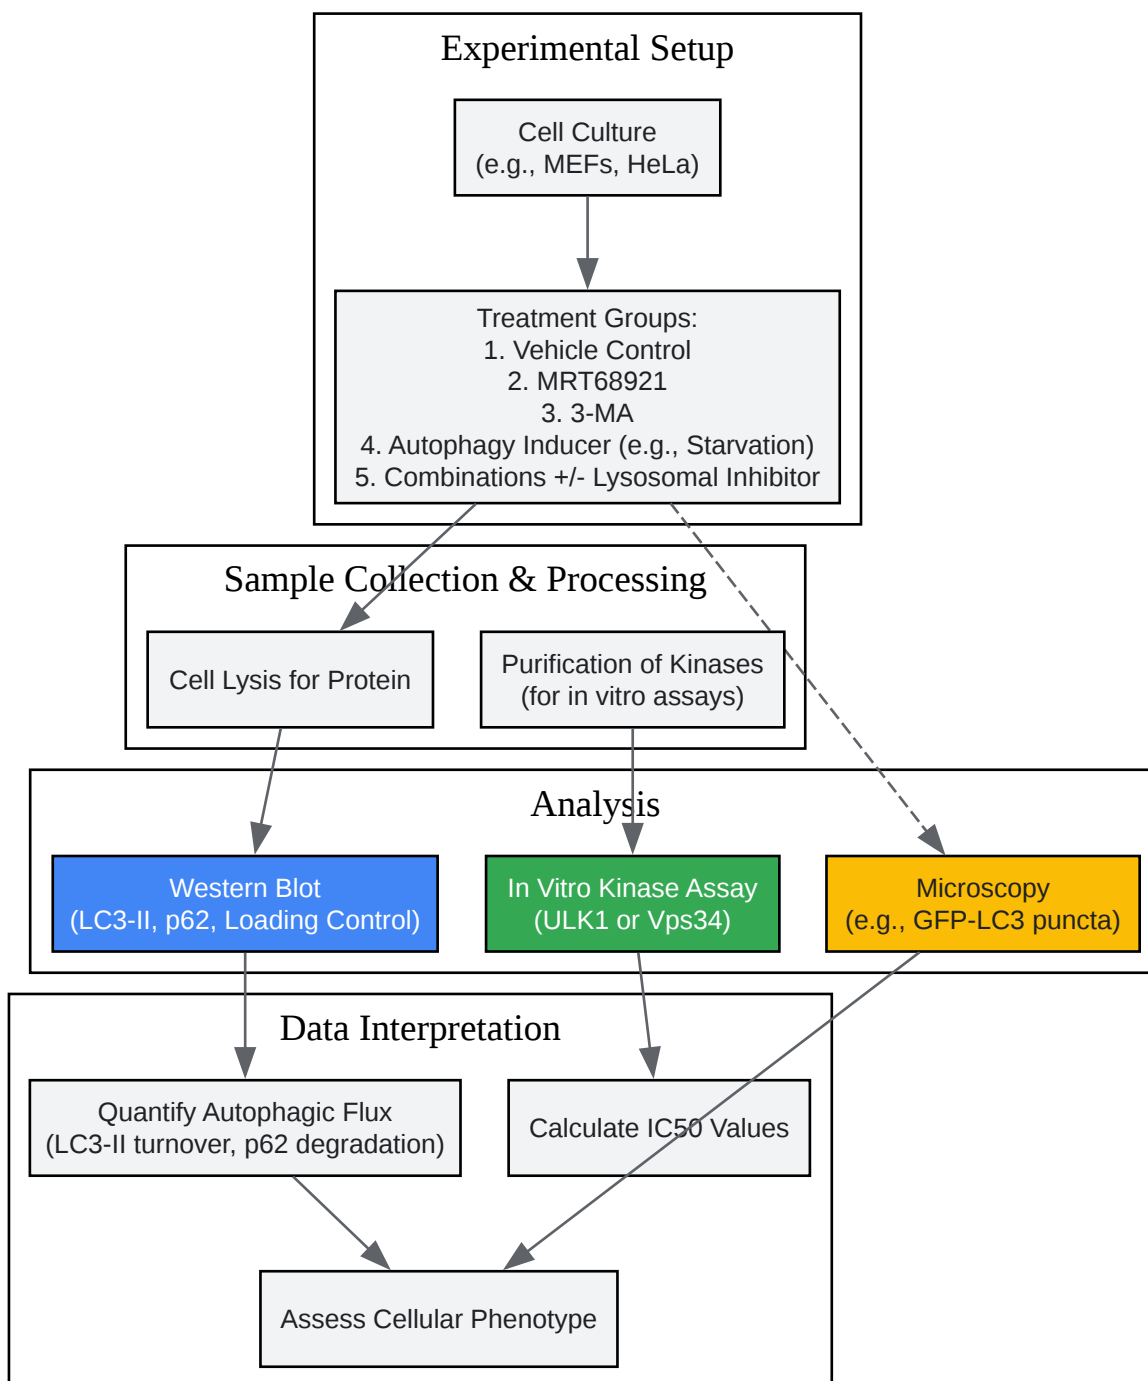 Experimental Setup
Cell Culture
(e.g., MEFs, HeLa)
Treatment Groups:
1. Vehicle Control
2. MRT68921
3. 3-MA
4. Autophagy Inducer (e.g., Starvation)
5. Combinations +/- Lysosomal Inhibitor
Sample Collection & Processing
Cell Lysis for Protein
Purification of Kinases
(for in vitro assays)
Analysis
Western Blot
(LC3-II, p62, Loading Control)
In Vitro Kinase Assay
(ULK1 or Vps34)
Microscopy
(e.g., GFP-LC3 puncta)
Data Interpretation
Quantify Autophagic Flux
(LC3-II turnover, p62 degradation)
Calculate IC50 Values
Assess Cellular Phenotype